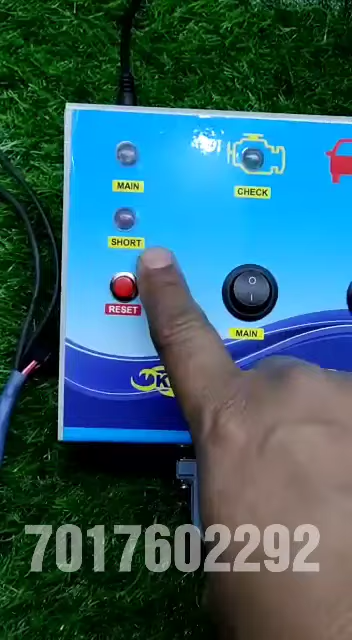 MAIN
CHECK
SHORT
RESET
MAIN
7017602292